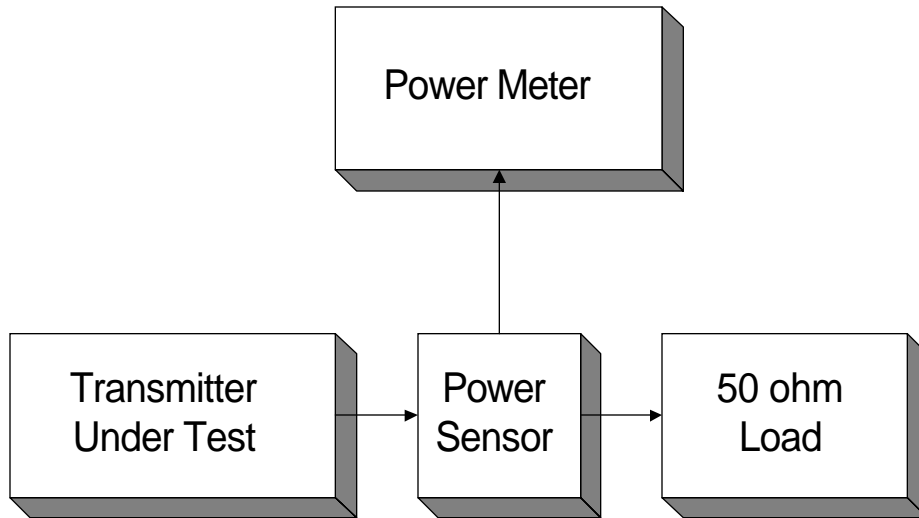 Power Meter
Transmitter
Under Test
Power
Sensor
50 ohm
Load